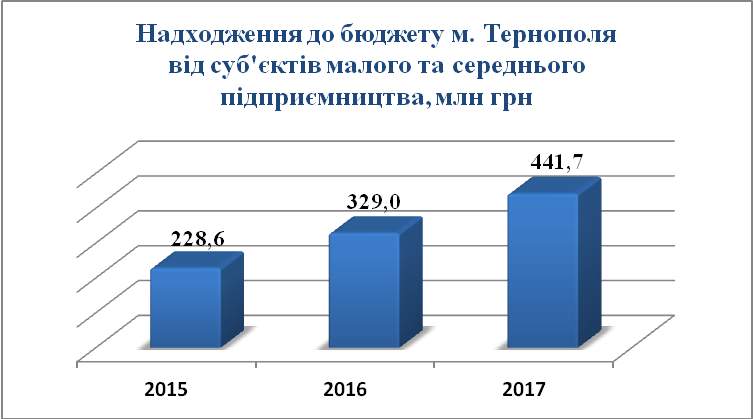 Надходження до бюджету м. Тернополя
від суб'єктів малого та середнього
підприємництва, млн грн
441,7
329,0
228,6
2015 2016 2017